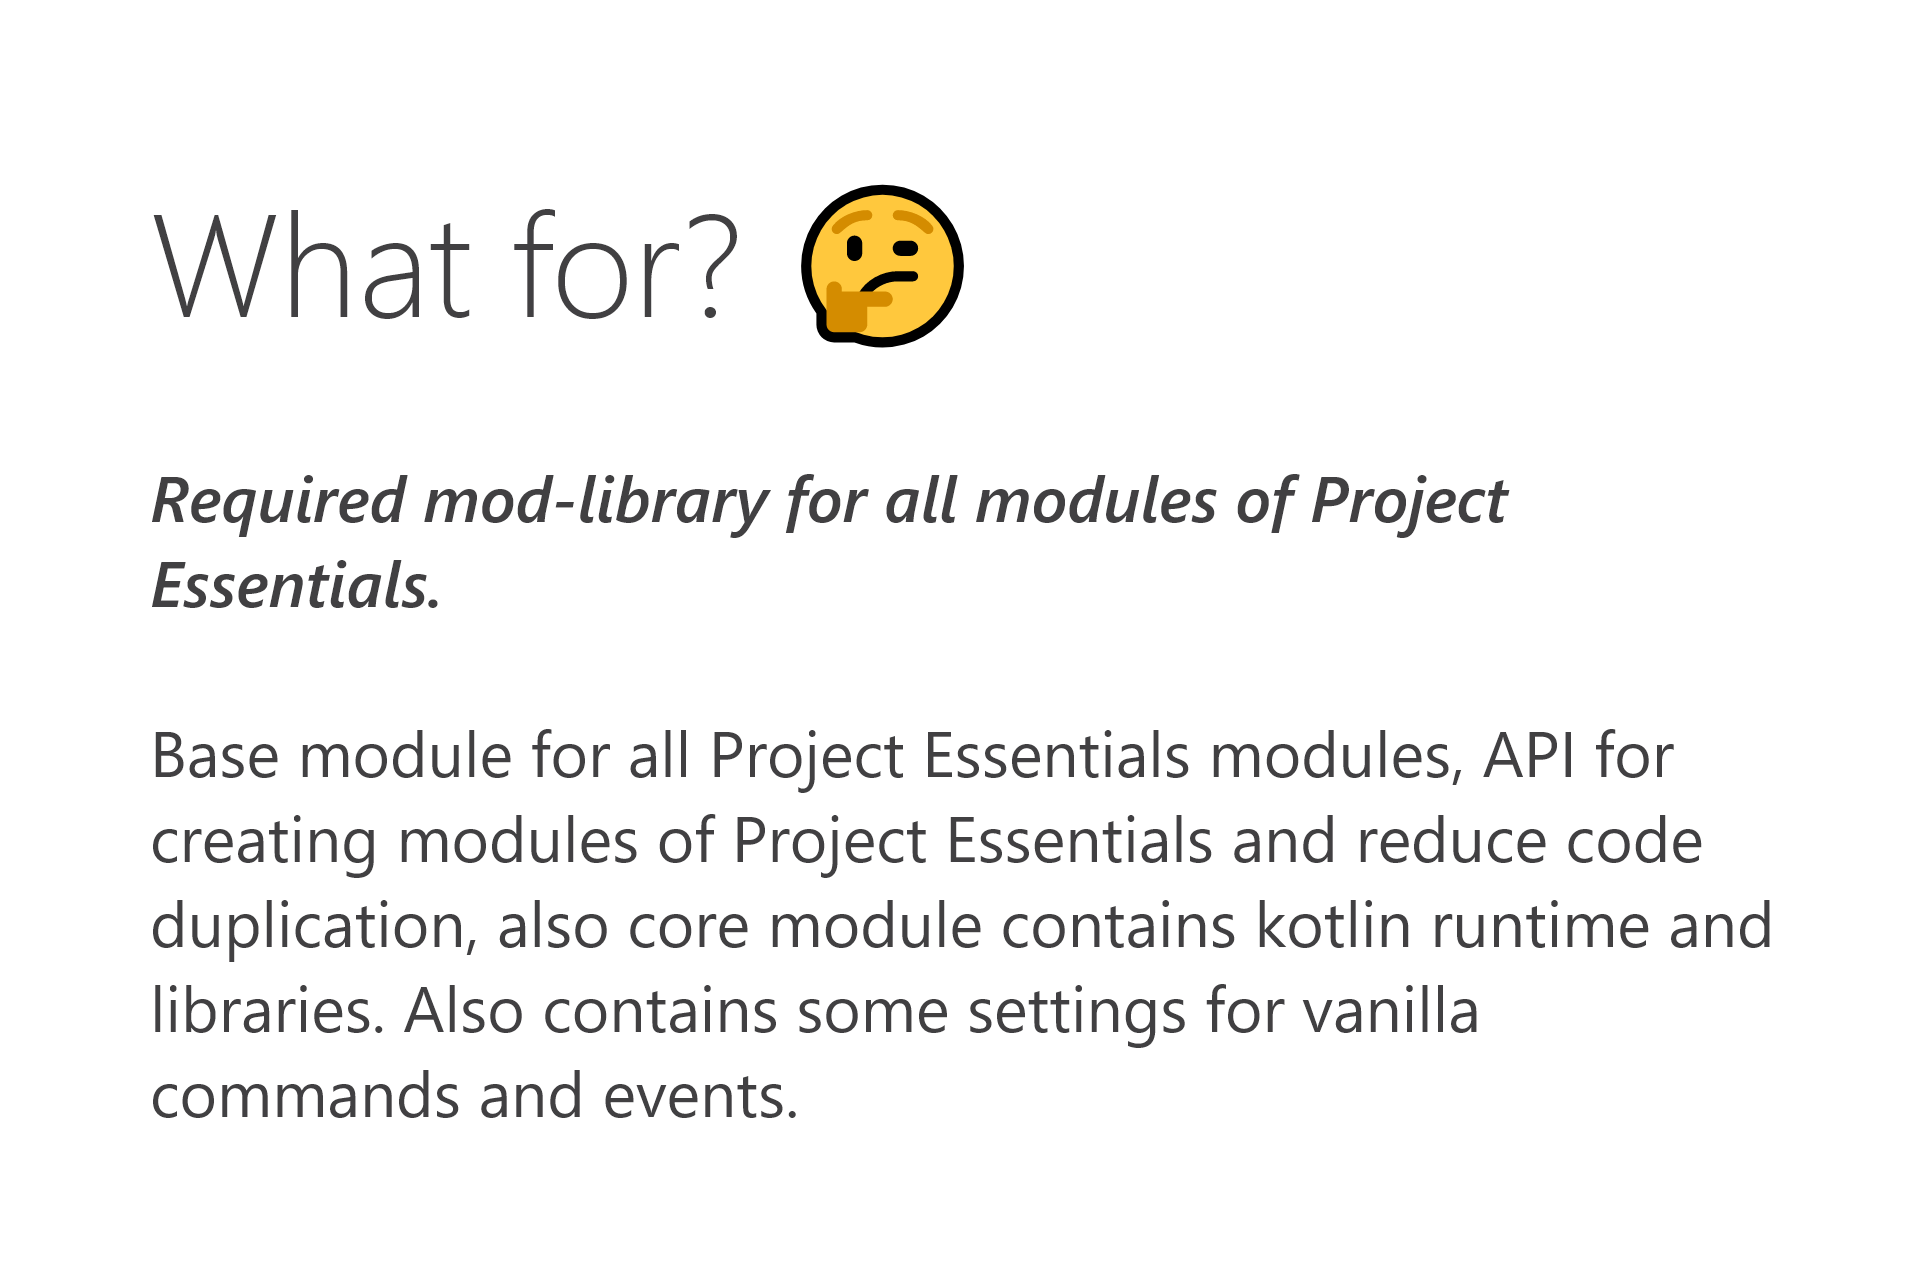 What for? 🤔
Required mod-library for all modules of Project
Essentials.
Base module for all Project Essentials modules, API for
creating modules of Project Essentials and reduce code
duplication, also core module contains kotlin runtime and
libraries. Also contains some settings for vanilla
commands and events.